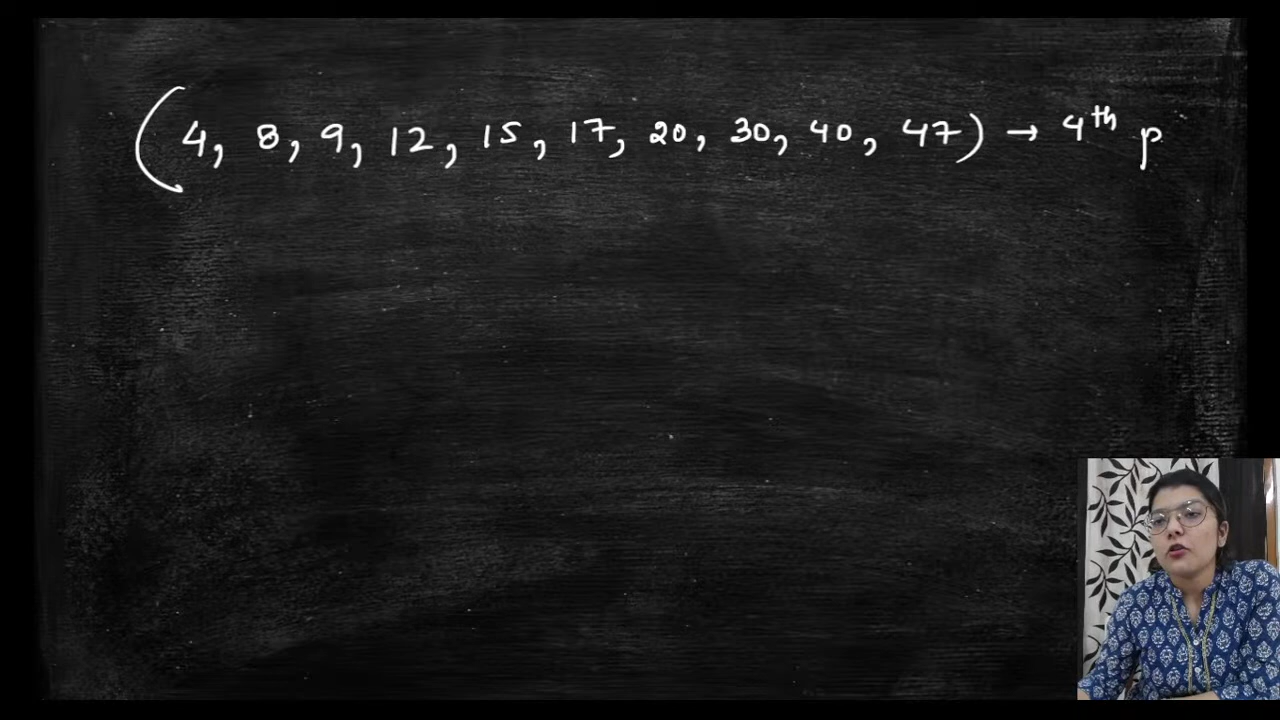 (4, 8, 9, 12, 15, 17, 20, 30, 40, 47) → 4th p